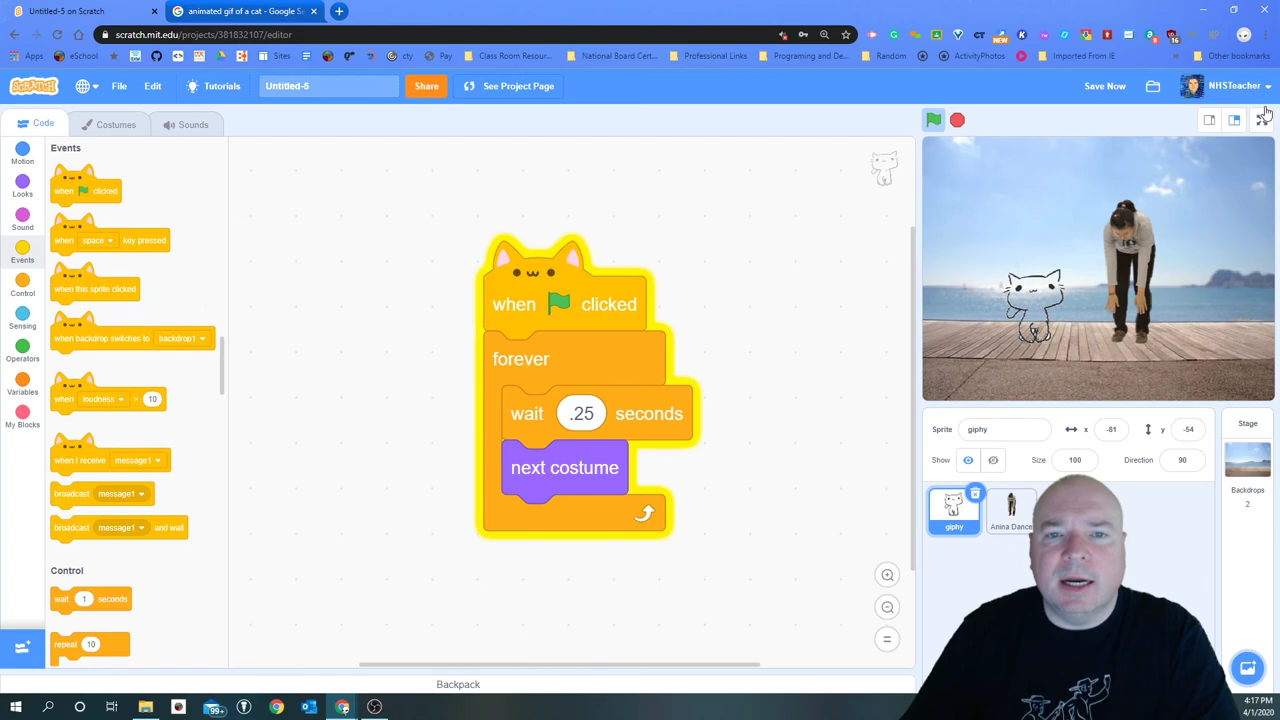 Untitled-5 on Scratch
animated gif of a cat - Google Se
scratch.mit.edu/projects/381832107/editor
Apps
eSchool
Sites
cty
Pay
Class Room Resour...
National Board Cert...
Professional Links
Programing and De...
Random
ActivityPhotos
Imported From IE
Other bookmarks
SCRATCH
File
Edit
Tutorials
Untitled-5
Share
See Project Page
Save Now
NHSTeacher
Code
Costumes
Sounds
Motion
Looks
Sound
Events
Control
Sensing
Operators
Variables
My Blocks
Events
when clicked
when space key pressed
when this sprite clicked
when backdrop switches to backdrop1
when loudness > 10
when I receive message1
broadcast message1
broadcast message1 and wait
Control
wait 1 seconds
repeat 10
when clicked
forever
wait .25 seconds
next costume
Sprite giphy x -81 y -54
Show Size 100 Direction 90
giphy
Anina Dance
Stage
Backdrops
2
Backpack
99+
4:17 PM
4/1/2020